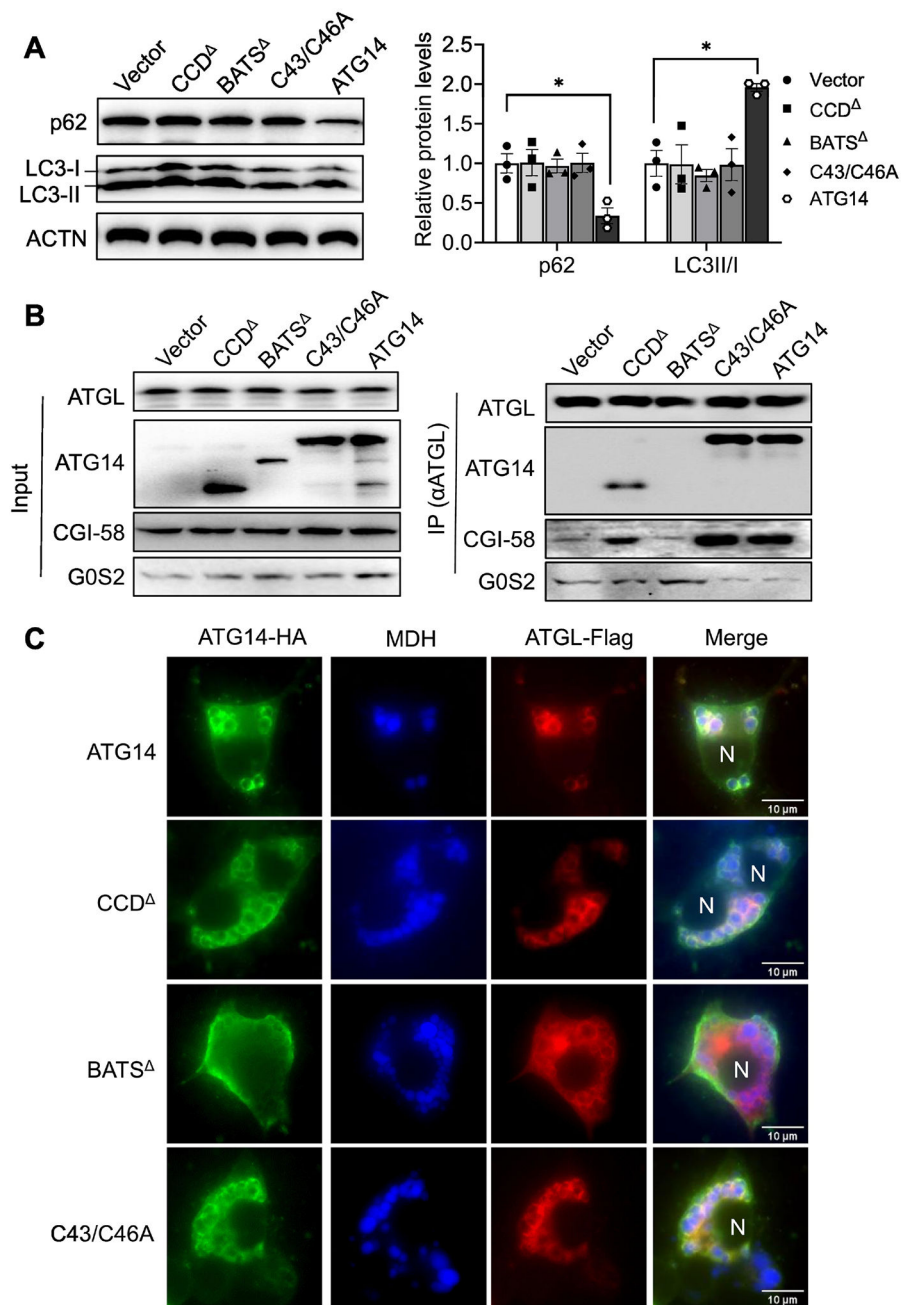 A
Vector
CCDΔ
BATSΔ
C43/C46A
ATG14
p62
LC3-I
LC3-II
ACTN
Relative protein levels
2.5
2.0
1.5
1.0
0.5
0.0
*
*
p62
LC3II/I
Vector
CCDΔ
BATSΔ
C43/C46A
ATG14
B
Vector
CCDΔ
BATSΔ
C43/C46A
ATG14
Input
ATGL
ATG14
CGI-58
G0S2
Vector
CCDΔ
BATSΔ
C43/C46A
ATG14
IP (αATGL)
ATGL
ATG14
CGI-58
G0S2
C
ATG14-HA
MDH
ATGL-Flag
Merge
ATG14
N
10 µm
CCDΔ
N
N
10 µm
BATSΔ
N
10 µm
C43/C46A
N
10 µm